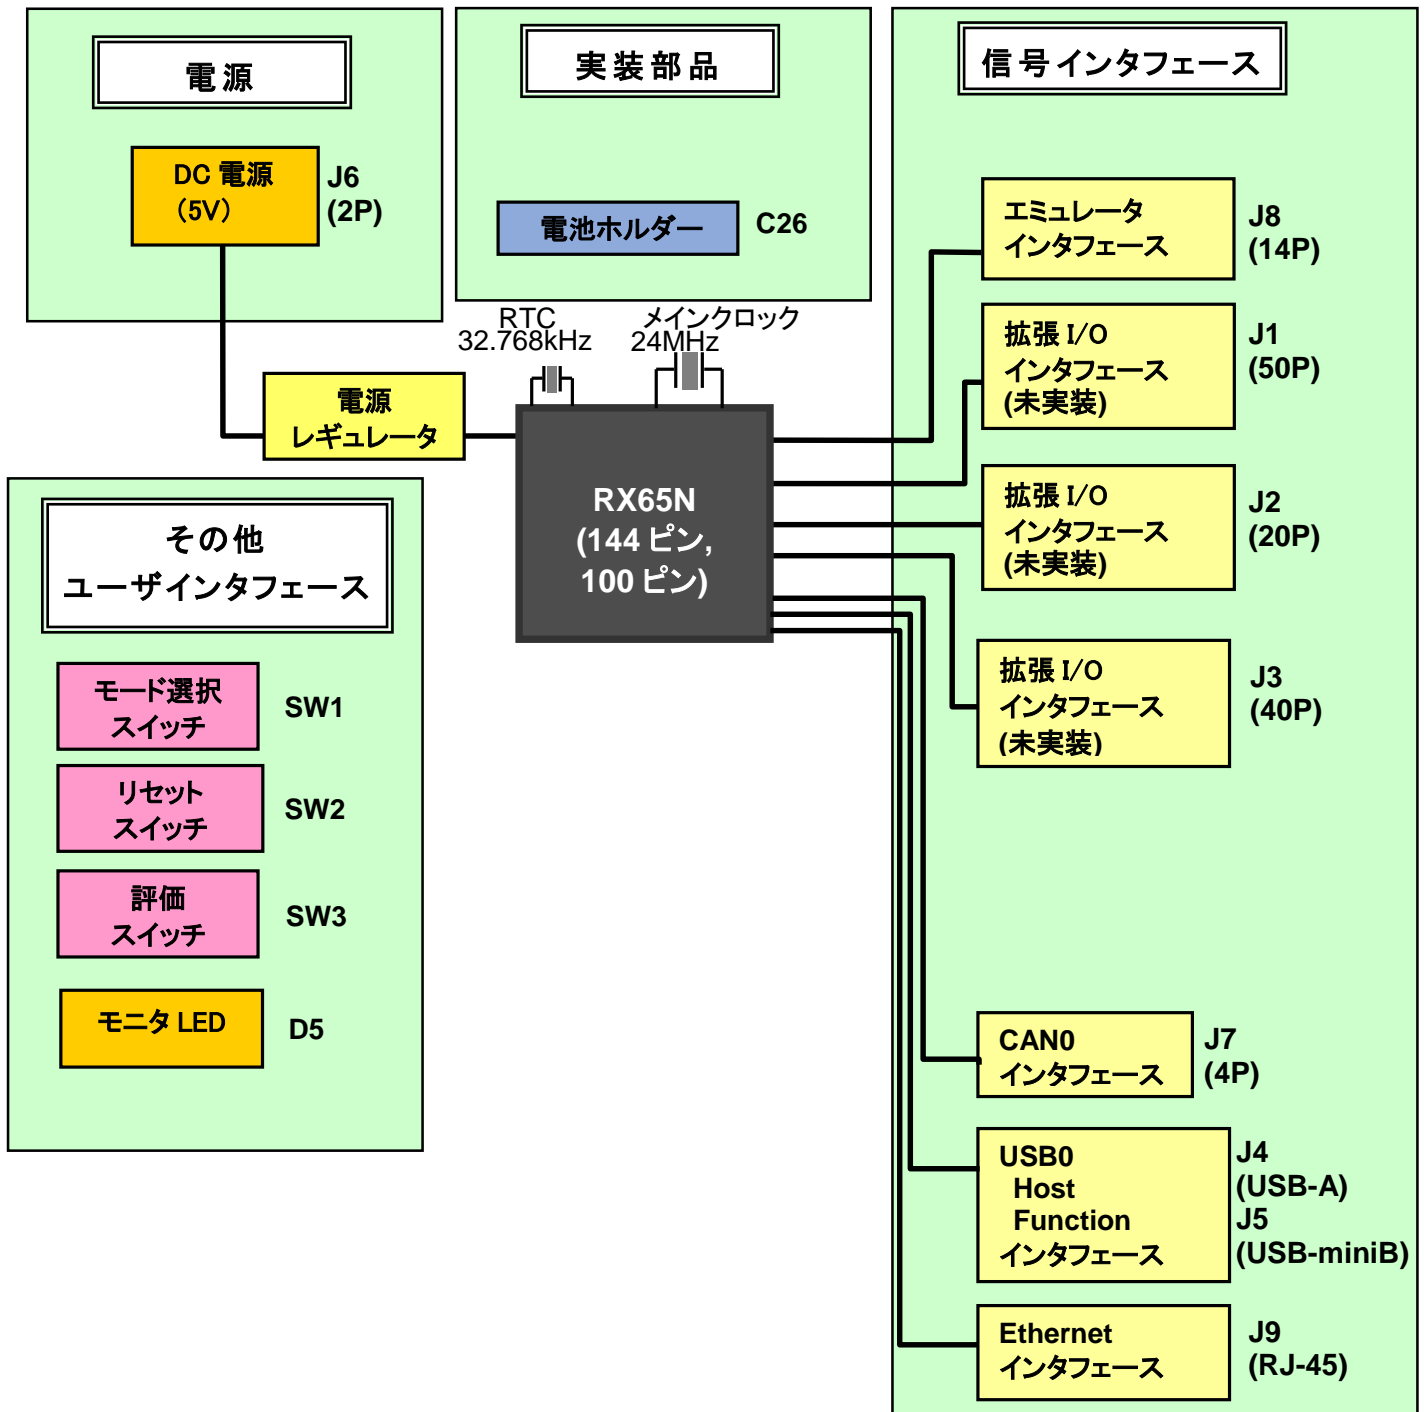 電源
DC 電源
（5V）
J6
(2P)
実装部品
電池ホルダー
C26
RTC
32.768kHz
メインクロック
24MHz
電源
レギュレータ
RX65N
(144 ピン,
100 ピン)
その他
ユーザインタフェース
モード選択
スイッチ
SW1
リセット
スイッチ
SW2
評価
スイッチ
SW3
モニタ LED
D5
信号インタフェース
エミュレータ
インタフェース
J8
(14P)
拡張 I/O
インタフェース
(未実装)
J1
(50P)
拡張 I/O
インタフェース
(未実装)
J2
(20P)
拡張 I/O
インタフェース
(未実装)
J3
(40P)
CAN0
インタフェース
J7
(4P)
USB0
Host
Function
インタフェース
J4
(USB-A)
J5
(USB-miniB)
Ethernet
インタフェース
J9
(RJ-45)